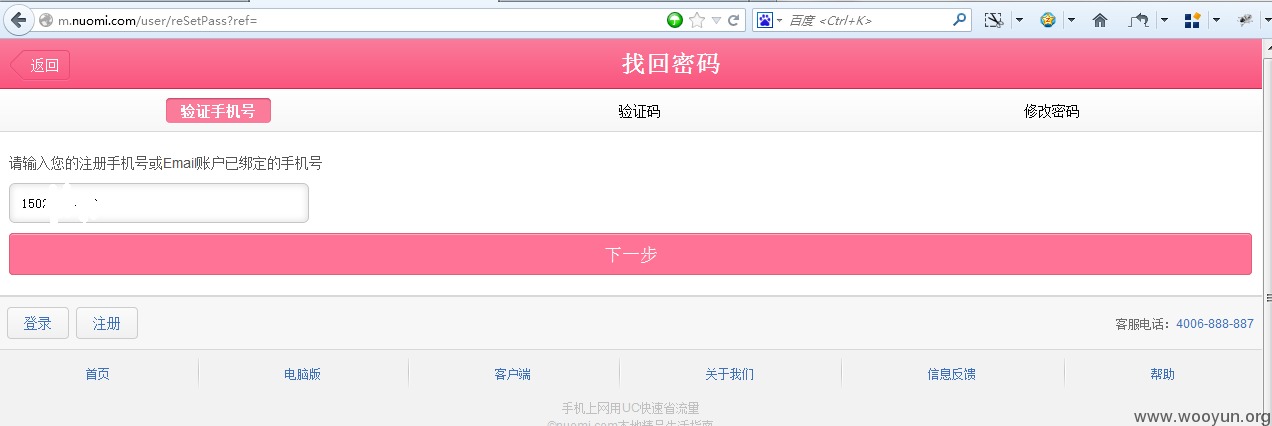 m.nuomi.com/user/reSetPass?ref=
百度 <Ctrl+K>
返回
找回密码
验证手机号
验证码
修改密码
请输入您的注册手机号或Email账户已绑定的手机号
150
下一步
登录
注册
客服电话：4006-888-887
首页
电脑版
客户端
关于我们
信息反馈
帮助
手机上网用UC快速省流量
©nuomi.com本地精品生活指南
www.wooyun.org